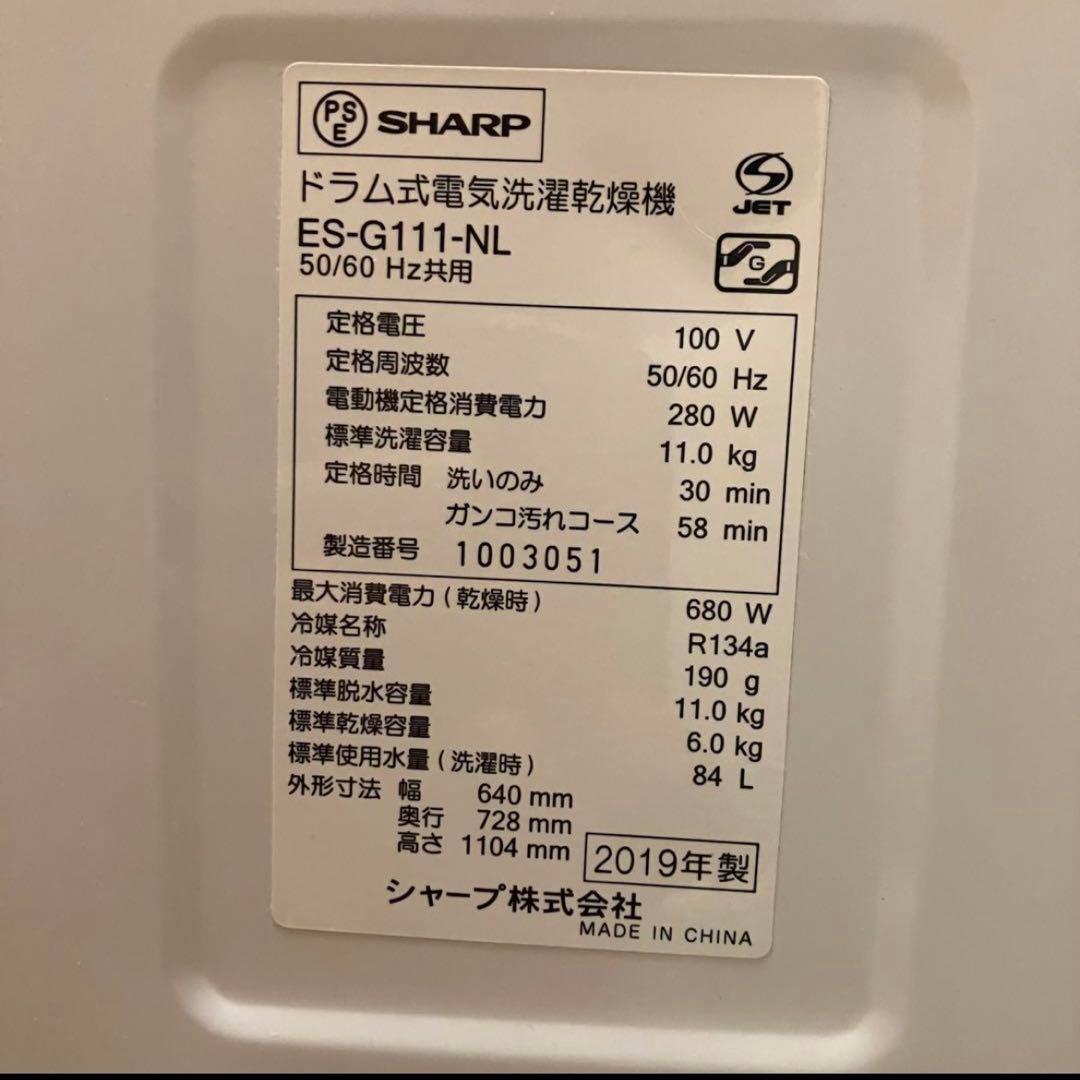 PSE SHARP
JET
ドラム式電気洗濯乾燥機
ES-G111-NL
G
50/60 Hz共用
定格電圧 100 V
定格周波数 50/60 Hz
電動機定格消費電力 280 W
標準洗濯容量 11.0 kg
定格時間 洗いのみ 30 min
ガンコ汚れコース 58 min
製造番号 1003051
最大消費電力(乾燥時) 680 W
冷媒名称 R134a
冷媒質量 190 g
標準脱水容量 11.0 kg
標準乾燥容量 6.0 kg
標準使用水量(洗濯時) 84 L
外形寸法 幅 640 mm
奥行 728 mm
高さ 1104 mm
2019年製
シャープ株式会社
MADE IN CHINA